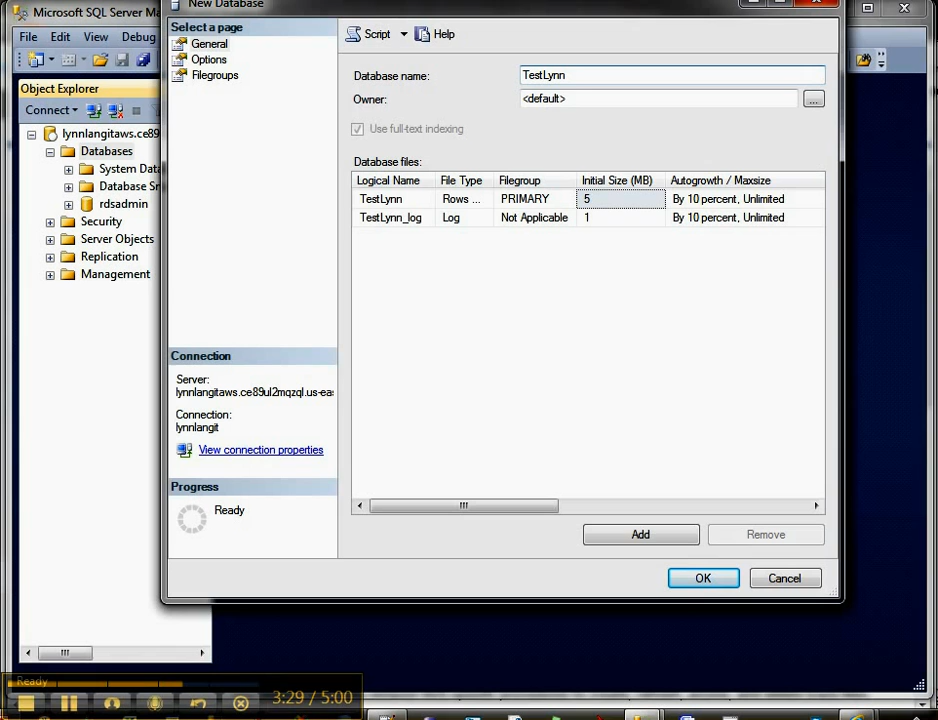 Microsoft SQL Server Ma
New Database
File Edit View Debug
Object Explorer
Connect
lynnlangitaws.ce89
Databases
System Data
Database Sn
rdsadmin
Security
Server Objects
Replication
Management
Select a page
General
Options
Filegroups
Script Help
Database name: TestLynn
Owner: <default> ...
Use full-text indexing
Database files:
Logical Name File Type Filegroup Initial Size (MB) Autogrowth / Maxsize
TestLynn Rows ... PRIMARY 5 By 10 percent, Unlimited
TestLynn_log Log Not Applicable 1 By 10 percent, Unlimited
Connection
Server:
lynnlangitaws.ce89ul2mqzql.us-eas
Connection:
lynnlangit
View connection properties
Progress
Ready
Add Remove
OK Cancel
Ready
3:29 / 5:00